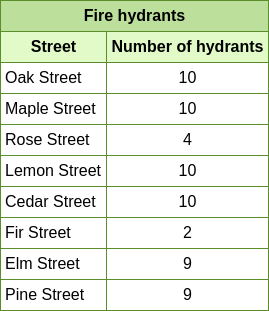 Fire hydrants
Street Number of hydrants
Oak Street 10
Maple Street 10
Rose Street 4
Lemon Street 10
Cedar Street 10
Fir Street 2
Elm Street 9
Pine Street 9